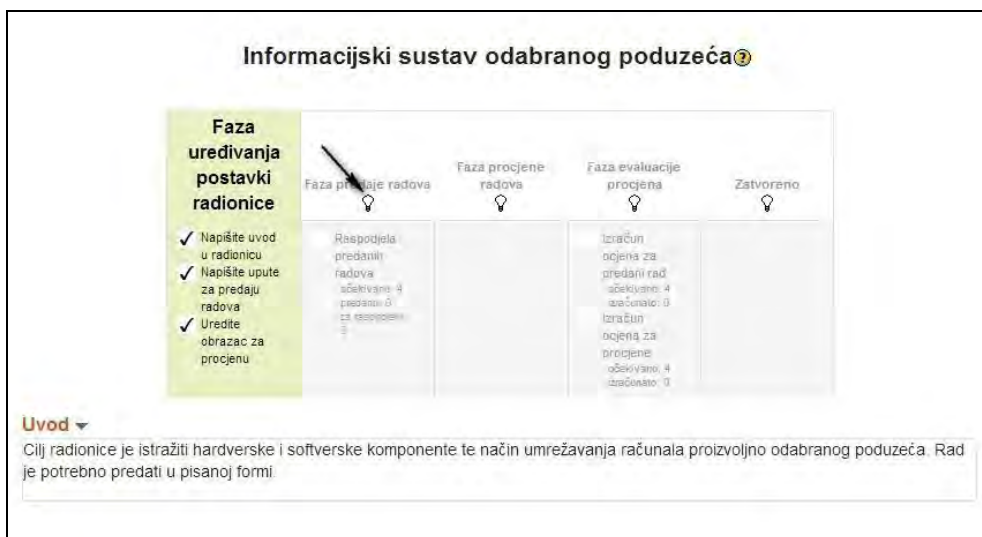 Informacijski sustav odabranog poduzeća
Faza
uređivanja
postavki
radionice
Faza predaje radova
Faza procjene
radova
Faza evaluacije
procjena
Zatvoreno
Napišite uvod
u radionicu
Napišite upute
za predaju
radova
Uredite
obrazac za
procjenu
Raspodjela
predanih
radova
očekivano: 4
predano: 0
za raspodjelu:
0
Izračun
ocjena za
predani rad
očekivano: 4
izračunato: 0
Izračun
ocjena za
procjene
očekivano: 4
izračunato: 0
Uvod
Cilj radionice je istražiti hardverske i softverske komponente te način umrežavanja računala proizvoljno odabranog poduzeća. Rad
je potrebno predati u pisanoj formi.